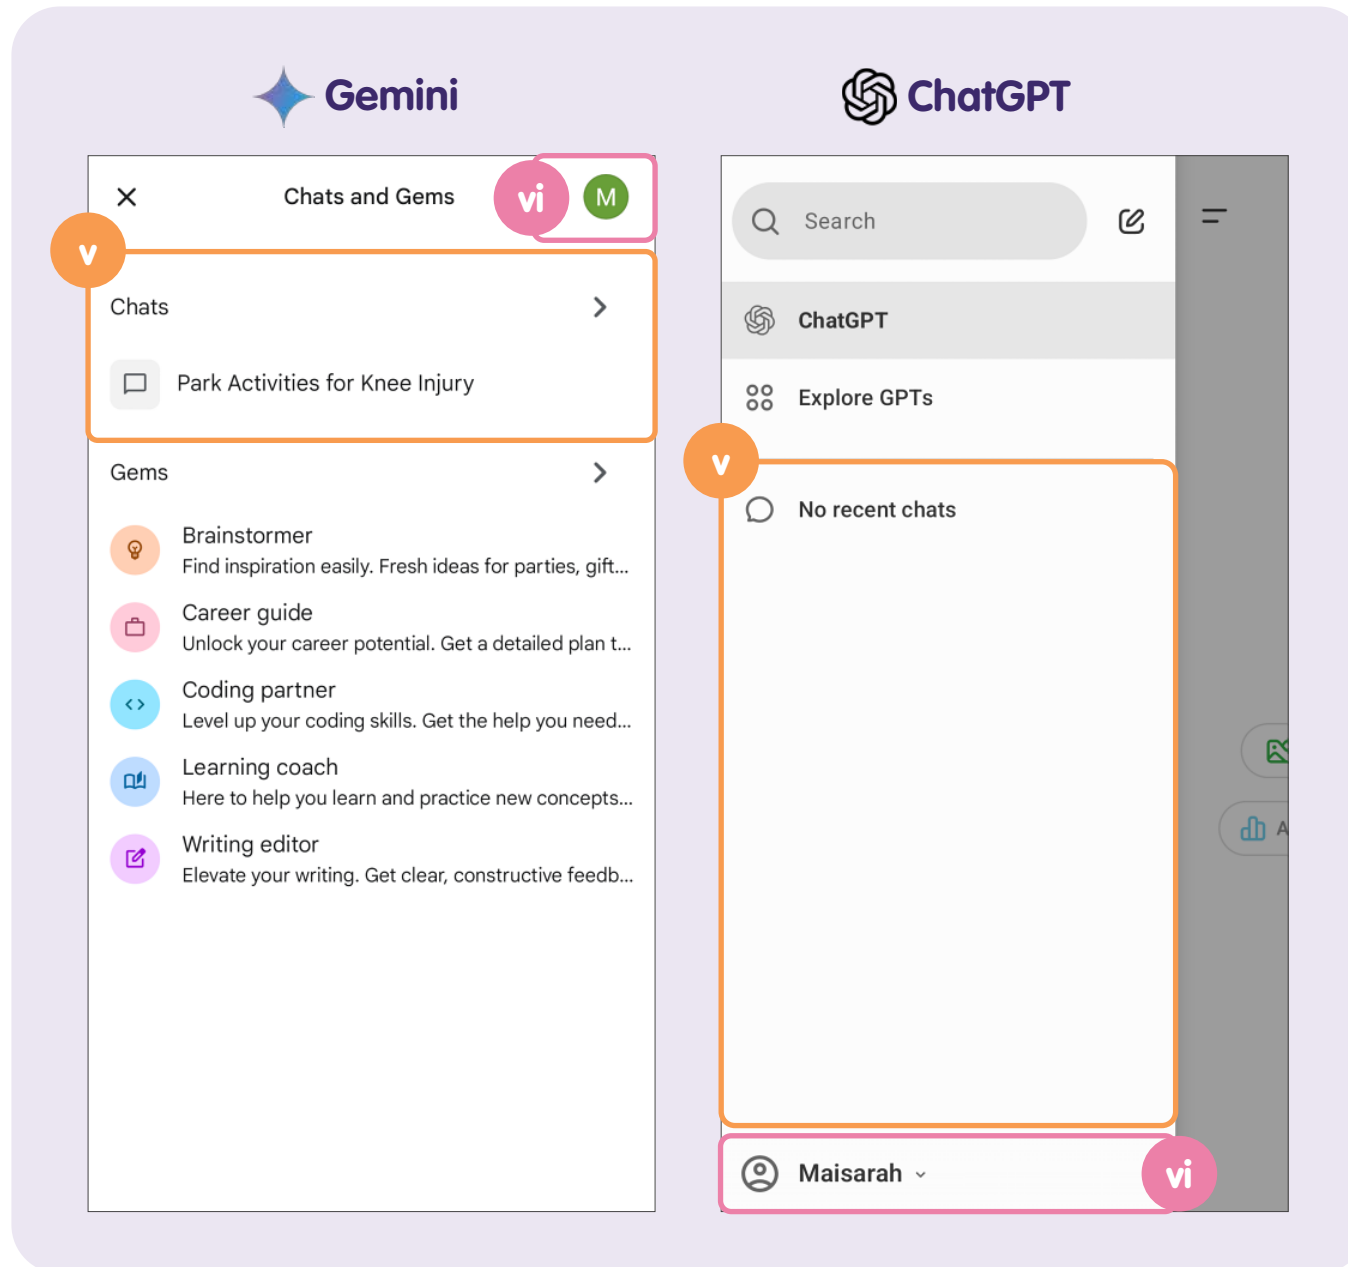 Gemini
Chats and Gems
vi
M
v
Chats
Park Activities for Knee Injury
Gems
Brainstormer
Find inspiration easily. Fresh ideas for parties, gift...
Career guide
Unlock your career potential. Get a detailed plan t...
Coding partner
Level up your coding skills. Get the help you need...
Learning coach
Here to help you learn and practice new concepts...
Writing editor
Elevate your writing. Get clear, constructive feedb...
ChatGPT
Search
ChatGPT
Explore GPTs
v
No recent chats
A
Maisarah
vi